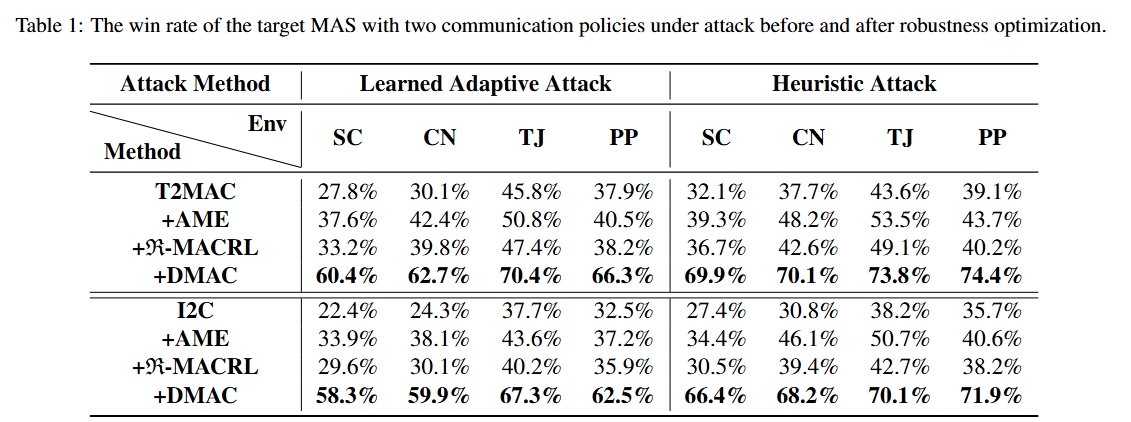 Table 1: The win rate of the target MAS with two communication policies under attack before and after robustness optimization.
Attack Method Learned Adaptive Attack Heuristic Attack
Env
Method
SC CN TJ PP SC CN TJ PP
T2MAC 27.8% 30.1% 45.8% 37.9% 32.1% 37.7% 43.6% 39.1%
+AME 37.6% 42.4% 50.8% 40.5% 39.3% 48.2% 53.5% 43.7%
+ℜ-MACRL 33.2% 39.8% 47.4% 38.2% 36.7% 42.6% 49.1% 40.2%
+DMAC 60.4% 62.7% 70.4% 66.3% 69.9% 70.1% 73.8% 74.4%
I2C 22.4% 24.3% 37.7% 32.5% 27.4% 30.8% 38.2% 35.7%
+AME 33.9% 38.1% 43.6% 37.2% 34.4% 46.1% 50.7% 40.6%
+ℜ-MACRL 29.6% 30.1% 40.2% 35.9% 30.5% 39.4% 42.7% 38.2%
+DMAC 58.3% 59.9% 67.3% 62.5% 66.4% 68.2% 70.1% 71.9%